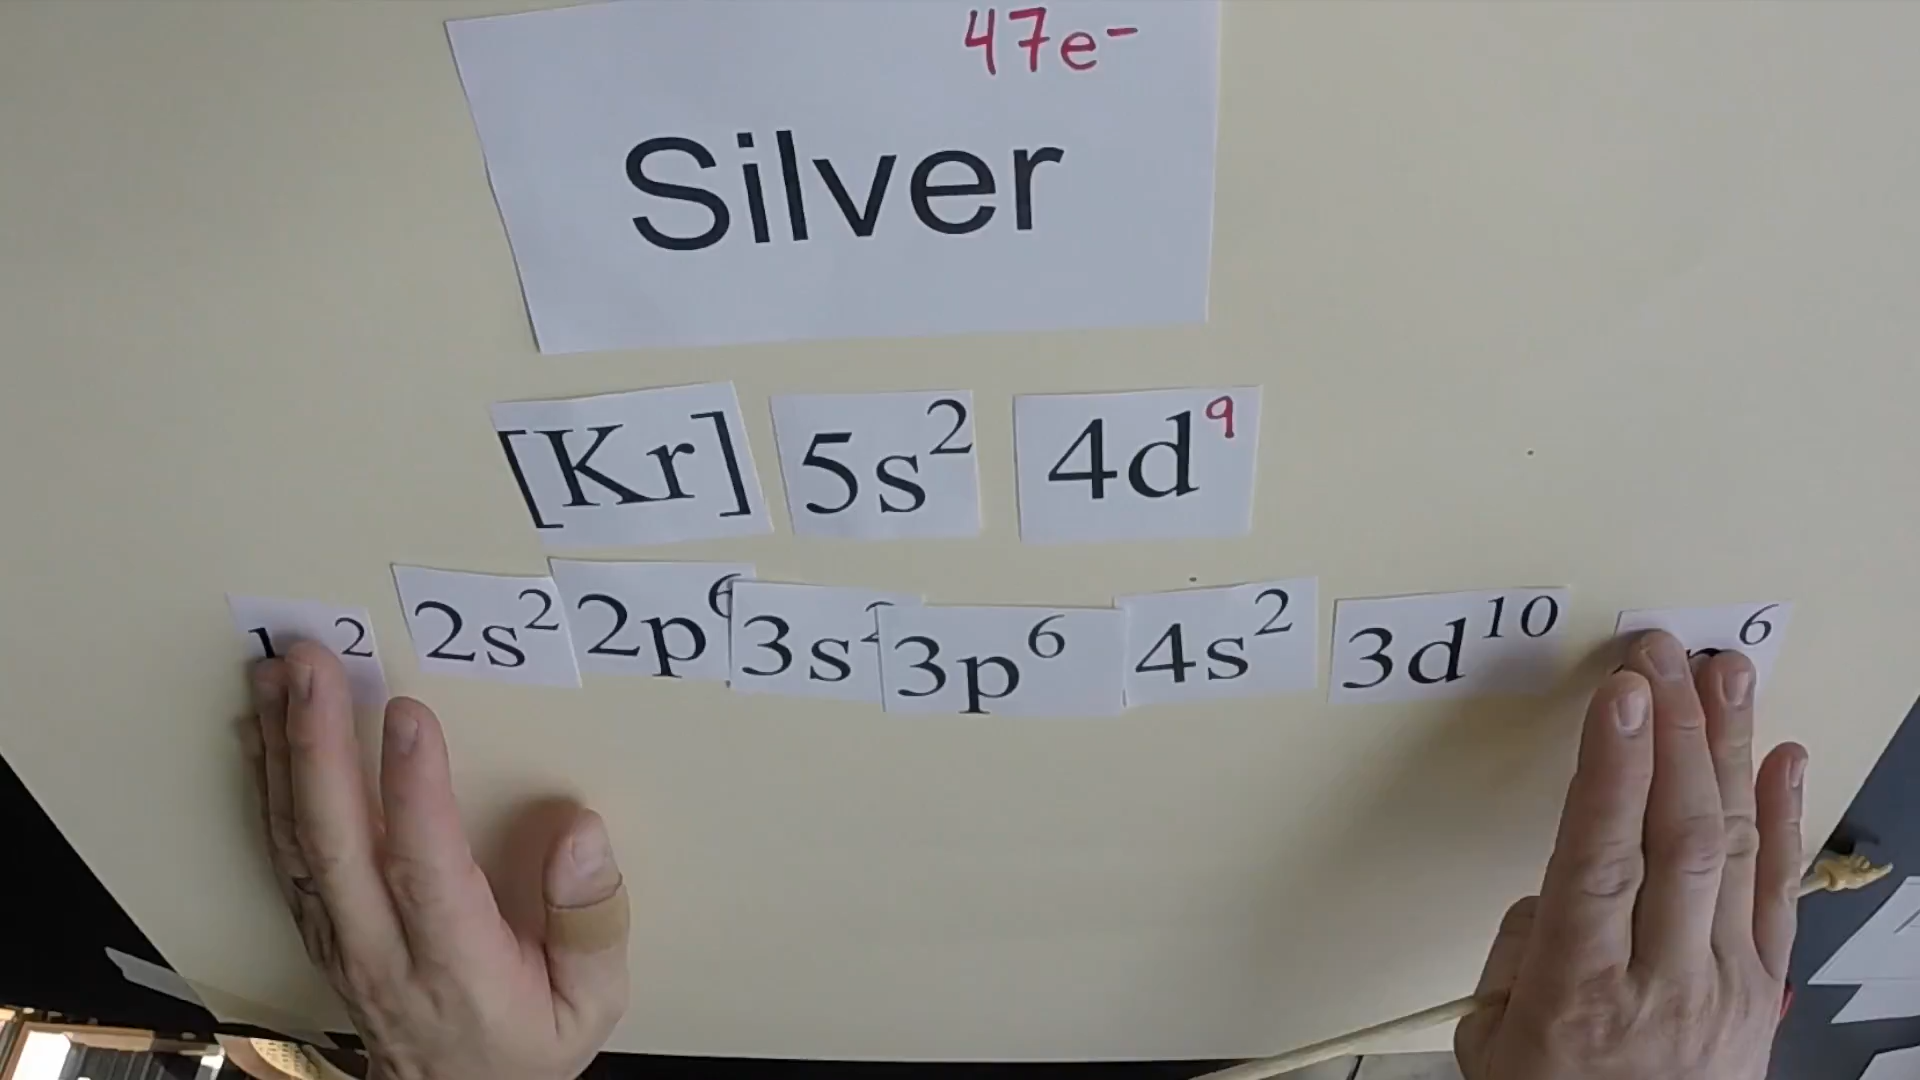 47e⁻
Silver
[Kr] 5s² 4d⁹
2s² 2p⁶ 3s² 3p⁶ 4s² 3d¹⁰